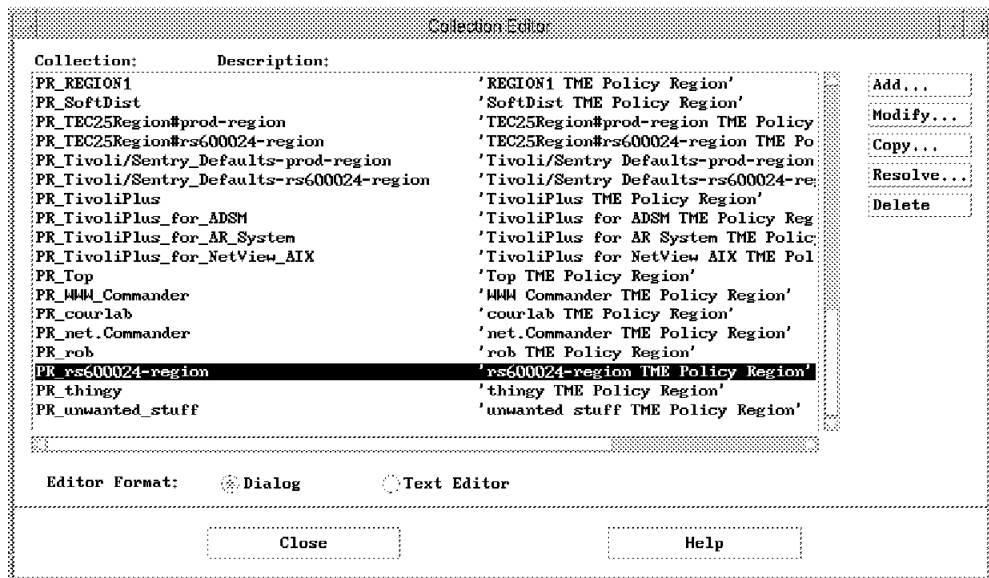 Collection Editor
Collection: Description:
PR_REGION1 'REGION1 TME Policy Region'
PR_SoftDist 'SoftDist TME Policy Region'
PR_TEC25Region#prod-region 'TEC25Region#prod-region TME Policy
PR_TEC25Region#rs600024-region 'TEC25Region#rs600024-region TME Po
PR_Tivoli/Sentry_Defaults-prod-region 'Tivoli/Sentry Defaults-prod-region
PR_Tivoli/Sentry_Defaults-rs600024-region 'Tivoli/Sentry Defaults-rs600024-re
PR_TivoliPlus 'TivoliPlus TME Policy Region'
PR_TivoliPlus_for_ADSM 'TivoliPlus for ADSM TME Policy Reg
PR_TivoliPlus_for_AR_System 'TivoliPlus for AR System TME Polic
PR_TivoliPlus_for_NetView_AIX 'TivoliPlus for NetView AIX TME Pol
PR_Top 'Top TME Policy Region'
PR_WWW_Commander 'WWW Commander TME Policy Region'
PR_courlab 'courlab TME Policy Region'
PR_net.Commander 'net.Commander TME Policy Region'
PR_rob 'rob TME Policy Region'
PR_rs600024-region 'rs600024-region TME Policy Region'
PR_thingy 'thingy TME Policy Region'
PR_unwanted_stuff 'unwanted stuff TME Policy Region'
Add...
Modify...
Copy...
Resolve...
Delete
Editor Format: Dialog Text Editor
Close Help